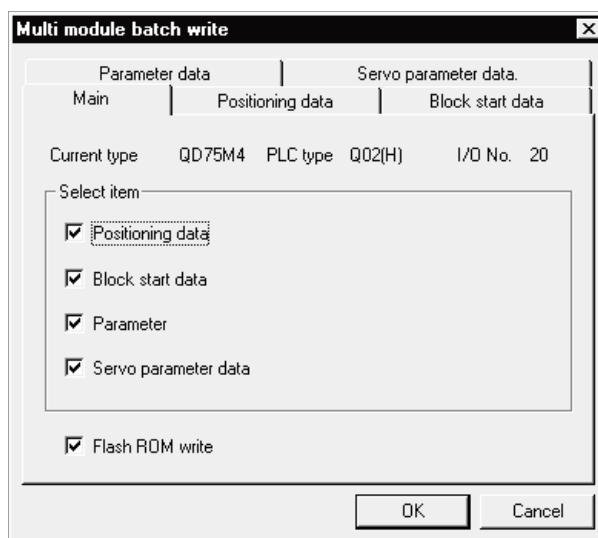 Multi module batch write
Parameter data Servo parameter data.
Main Positioning data Block start data
Current type QD75M4 PLC type Q02(H) I/O No. 20
Select item
Positioning data
Block start data
Parameter
Servo parameter data
Flash ROM write
OK Cancel